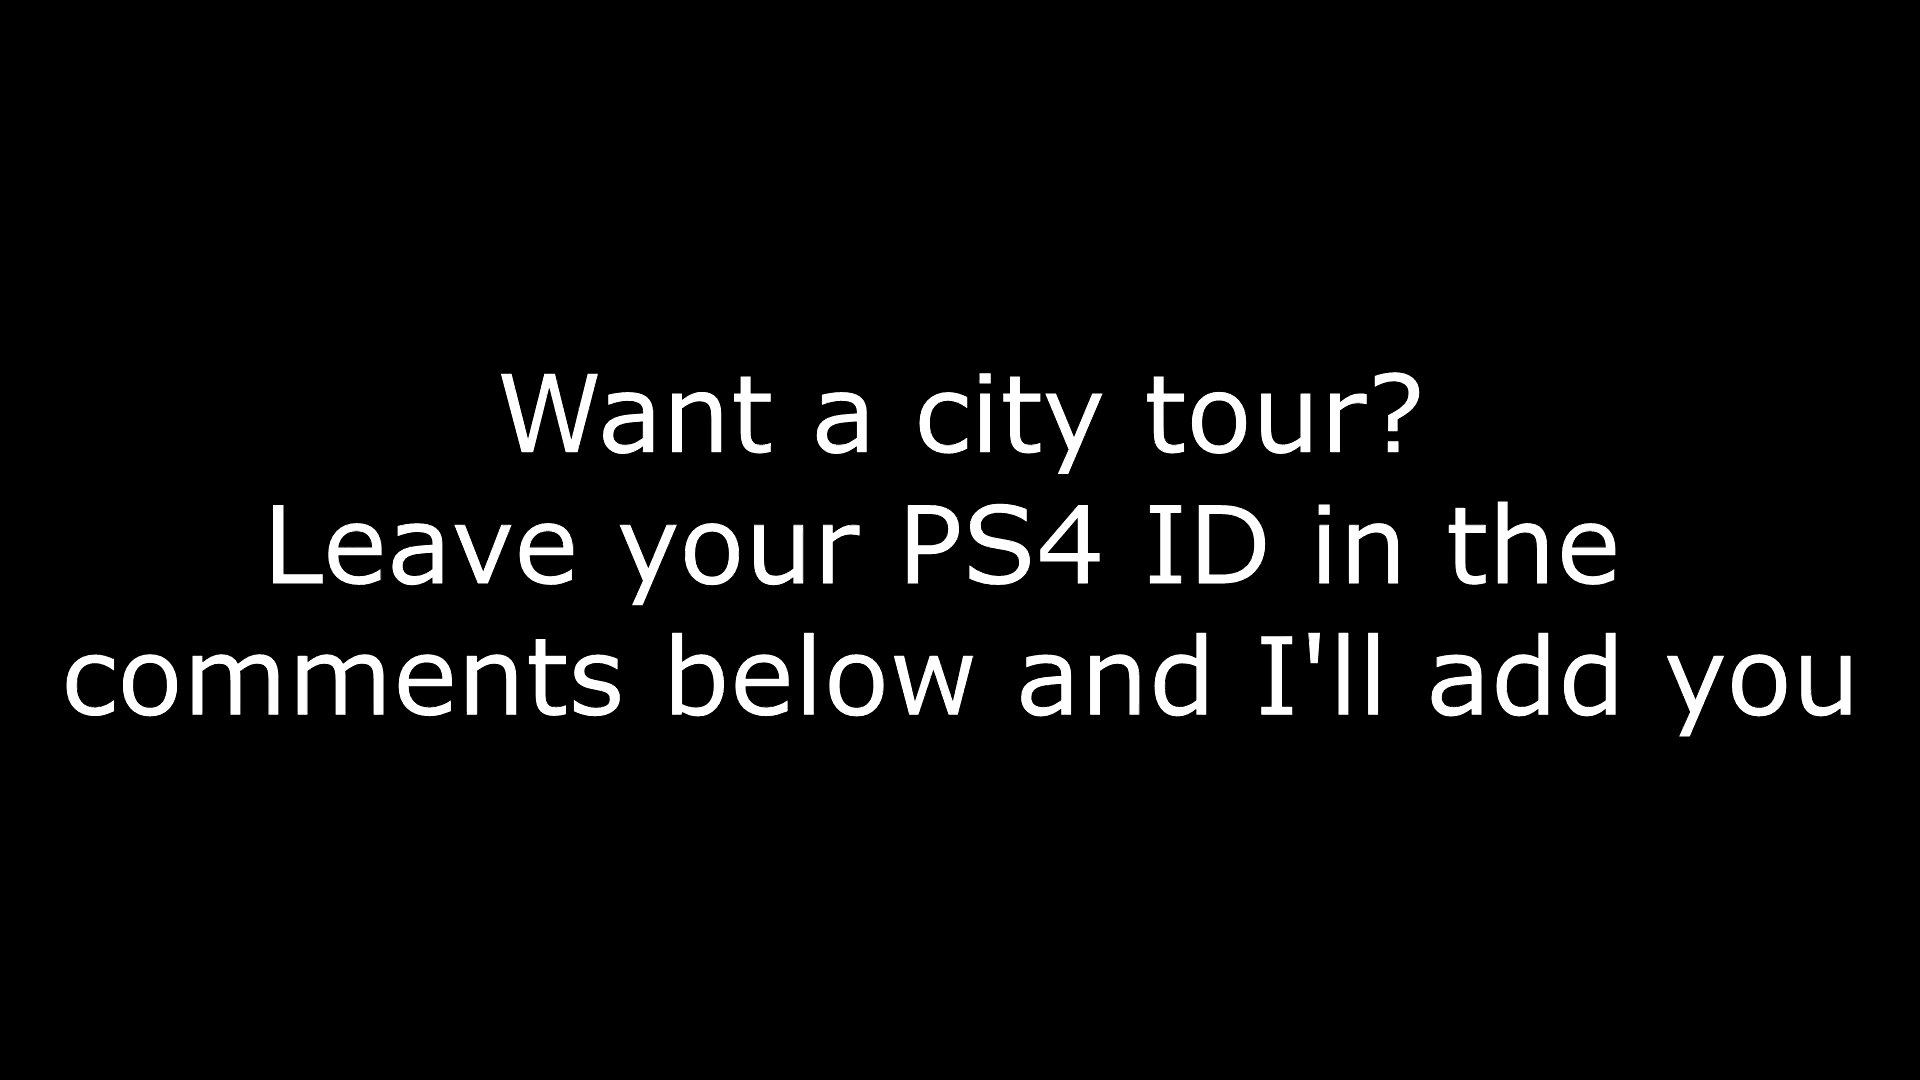 Want a city tour?
Leave your PS4 ID in the
comments below and I'll add you